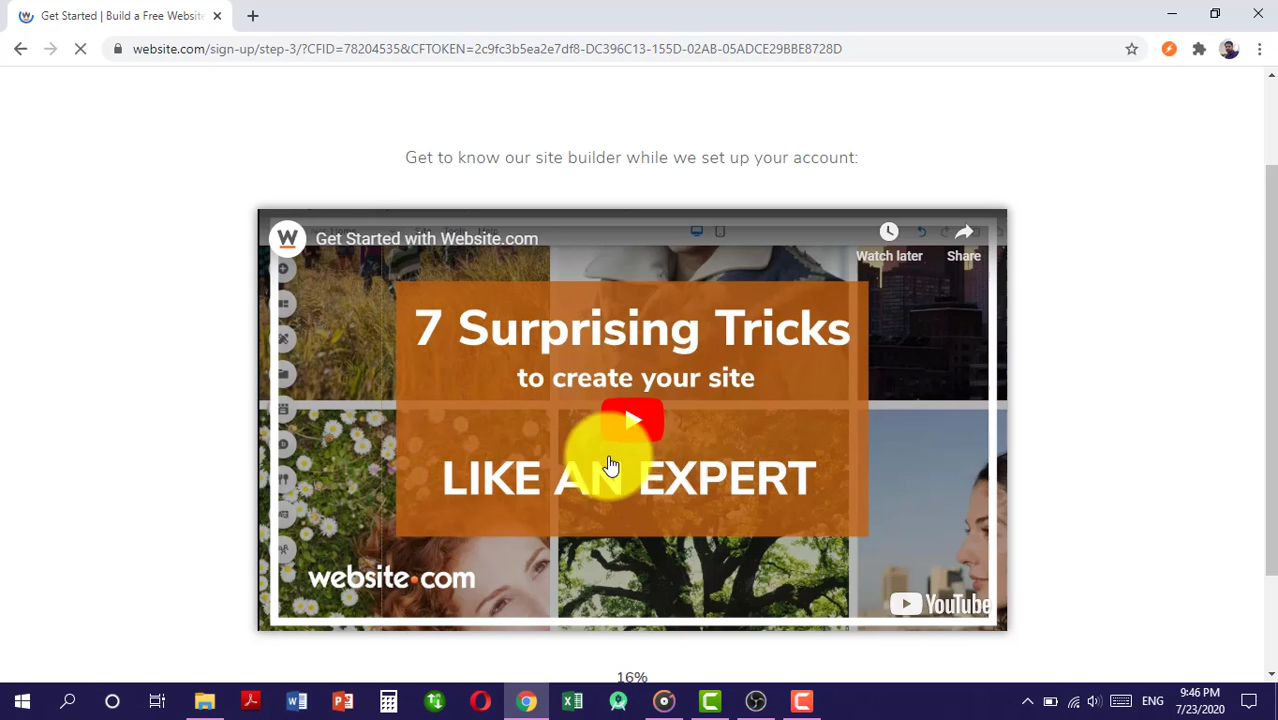 Get Started | Build a Free Website
website.com/sign-up/step-3/?CFID=78204535&CFTOKEN=2c9fc3b5ea2e7df8-DC396C13-155D-02AB-05ADCE29BBE8728D
Get to know our site builder while we set up your account:
W
Get Started with Website.com
Watch later
Share
7 Surprising Tricks
to create your site
LIKE AN EXPERT
website.com
YouTube
16%
ENG
9:46 PM
7/23/2020